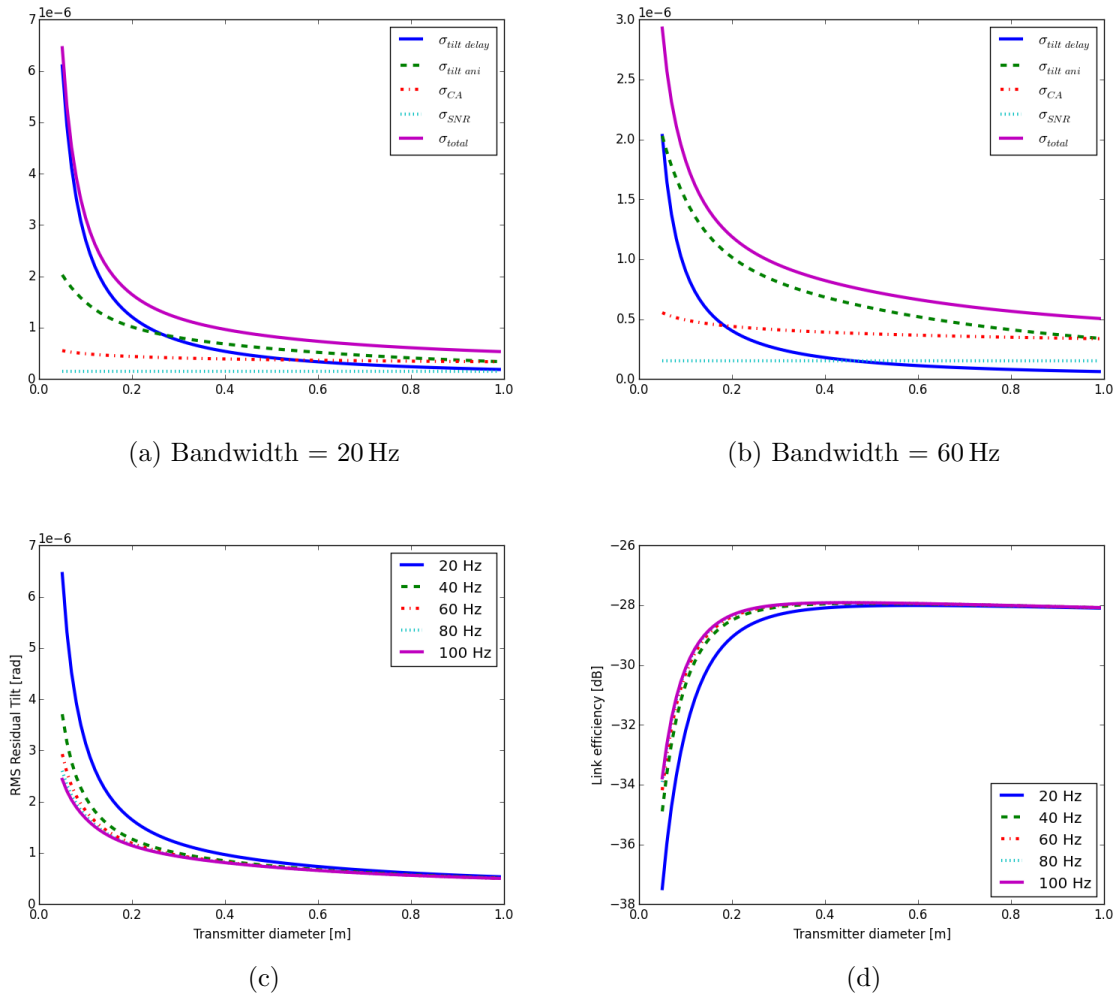 1e−6
7
6
5
4
3
2
1
0
0.0 0.2 0.4 0.6 0.8 1.0
σ_tilt delay
σ_tilt ani
σ_CA
σ_SNR
σ_total
(a) Bandwidth = 20 Hz
1e−6
3.0
2.5
2.0
1.5
1.0
0.5
0.0
0.0 0.2 0.4 0.6 0.8 1.0
σ_tilt delay
σ_tilt ani
σ_CA
σ_SNR
σ_total
(b) Bandwidth = 60 Hz
1e−6
7
6
5
4
3
2
1
0
RMS Residual Tilt [rad]
20 Hz
40 Hz
60 Hz
80 Hz
100 Hz
0.0 0.2 0.4 0.6 0.8 1.0
Transmitter diameter [m]
(c)
−26
−28
−30
−32
−34
−36
−38
Link efficiency [dB]
20 Hz
40 Hz
60 Hz
80 Hz
100 Hz
0.0 0.2 0.4 0.6 0.8 1.0
Transmitter diameter [m]
(d)